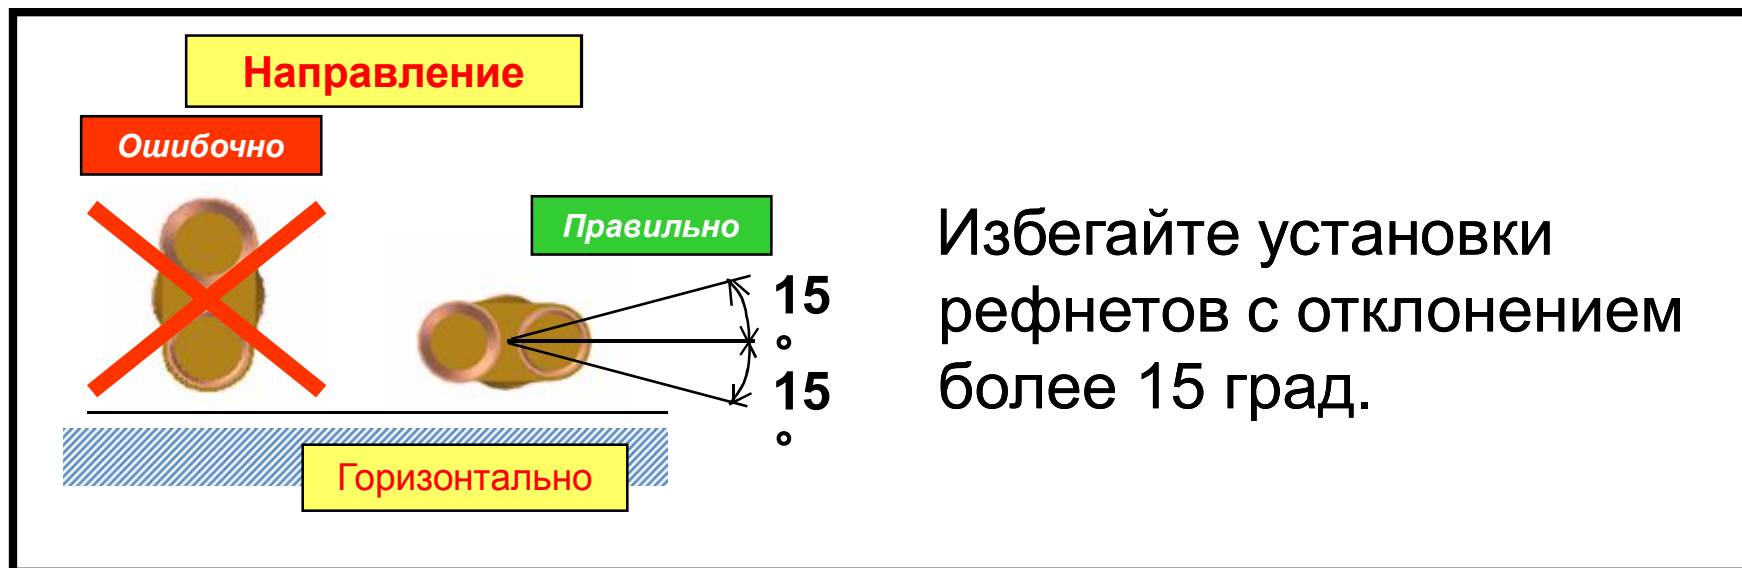 Направление
Ошибочно
Правильно
15
°
15
°
Горизонтально
Избегайте установки
рефнетов с отклонением
более 15 град.